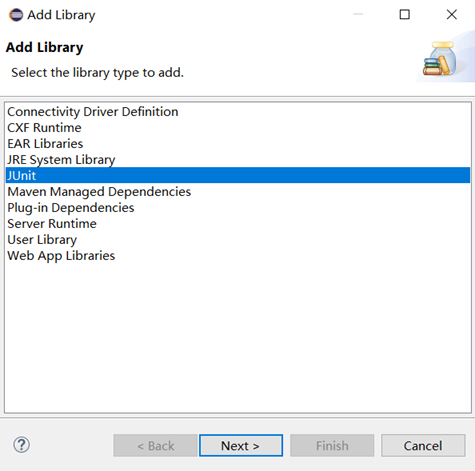 Add Library
Add Library
Select the library type to add.
Connectivity Driver Definition
CXF Runtime
EAR Libraries
JRE System Library
JUnit
Maven Managed Dependencies
Plug-in Dependencies
Server Runtime
User Library
Web App Libraries
? < Back Next > Finish Cancel